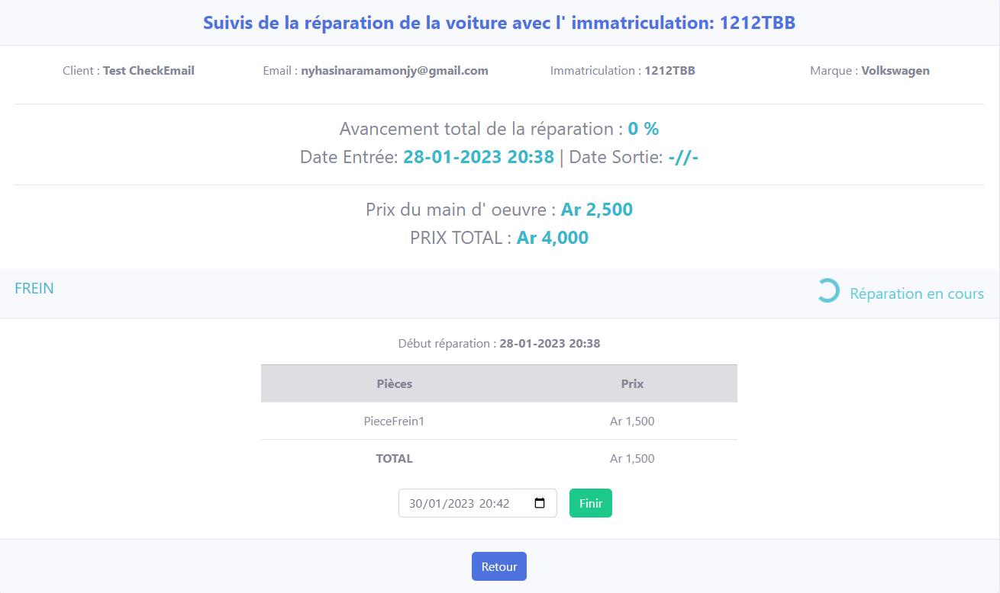 Suivis de la réparation de la voiture avec l' immatriculation: 1212TBB
Client : Test CheckEmail Email : nyhasinaramamonjy@gmail.com Immatriculation : 1212TBB Marque : Volkswagen
Avancement total de la réparation : 0 %
Date Entrée: 28-01-2023 20:38 | Date Sortie: -//-
Prix du main d' oeuvre : Ar 2,500
PRIX TOTAL : Ar 4,000
FREIN Réparation en cours
Début réparation : 28-01-2023 20:38
Pièces Prix
PieceFrein1 Ar 1,500
TOTAL Ar 1,500
30/01/2023 20:42 Finir
Retour